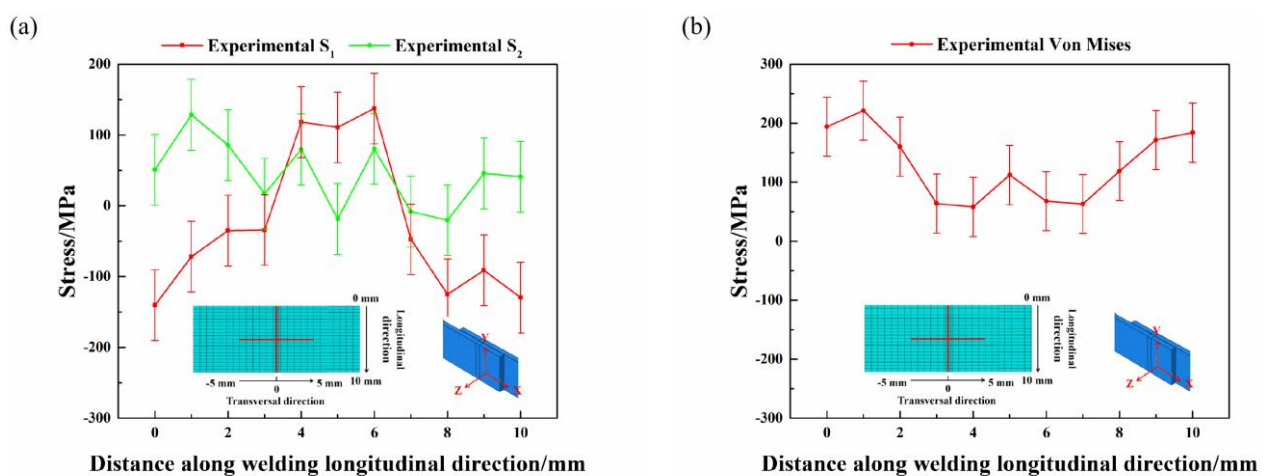 (a)
Experimental S1 Experimental S2
200
100
0
-100
-200
-300
Stress/MPa
0 2 4 6 8 10
Distance along welding longitudinal direction/mm
0 mm
Longitudinal
direction
10 mm
-5 mm 0 5 mm
Transversal direction
Y
Z X
(b)
Experimental Von Mises
300
200
100
0
-100
-200
-300
Stress/MPa
0 2 4 6 8 10
Distance along welding longitudinal direction/mm
0 mm
Longitudinal
direction
10 mm
-5 mm 0 5 mm
Transversal direction
Y
Z X